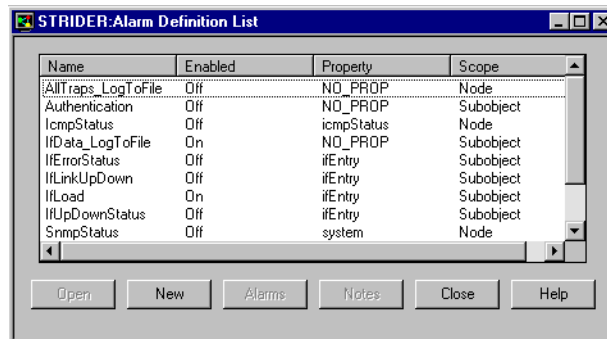 STRIDER:Alarm Definition List
Name Enabled Property Scope
AllTraps_LogToFile Off NO_PROP Node
Authentication Off NO_PROP Subobject
IcmpStatus Off icmpStatus Node
IfData_LogToFile On NO_PROP Subobject
IfErrorStatus Off ifEntry Subobject
IfLinkUpDown Off ifEntry Subobject
IfLoad On ifEntry Subobject
IfUpDownStatus Off ifEntry Subobject
SnmpStatus Off system Node
Open New Alarms Notes Close Help